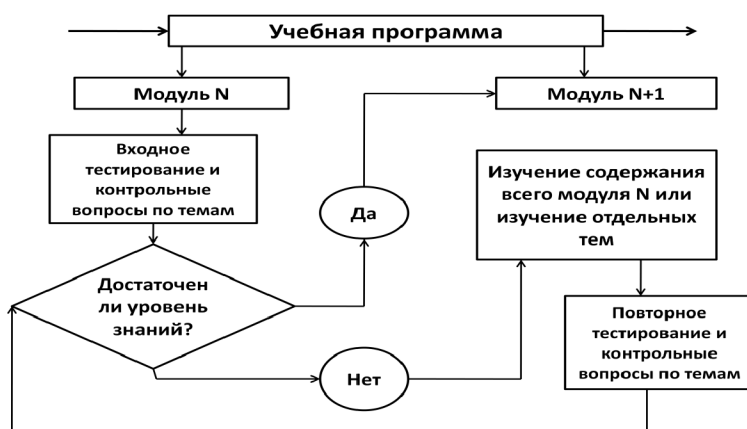 Учебная программа
Модуль N
Модуль N+1
Входное
тестирование и
контрольные
вопросы по темам
Да
Изучение содержания
всего модуля N или
изучение отдельных
тем
Достаточен
ли уровень
знаний?
Нет
Повторное
тестирование и
контрольные
вопросы по темам